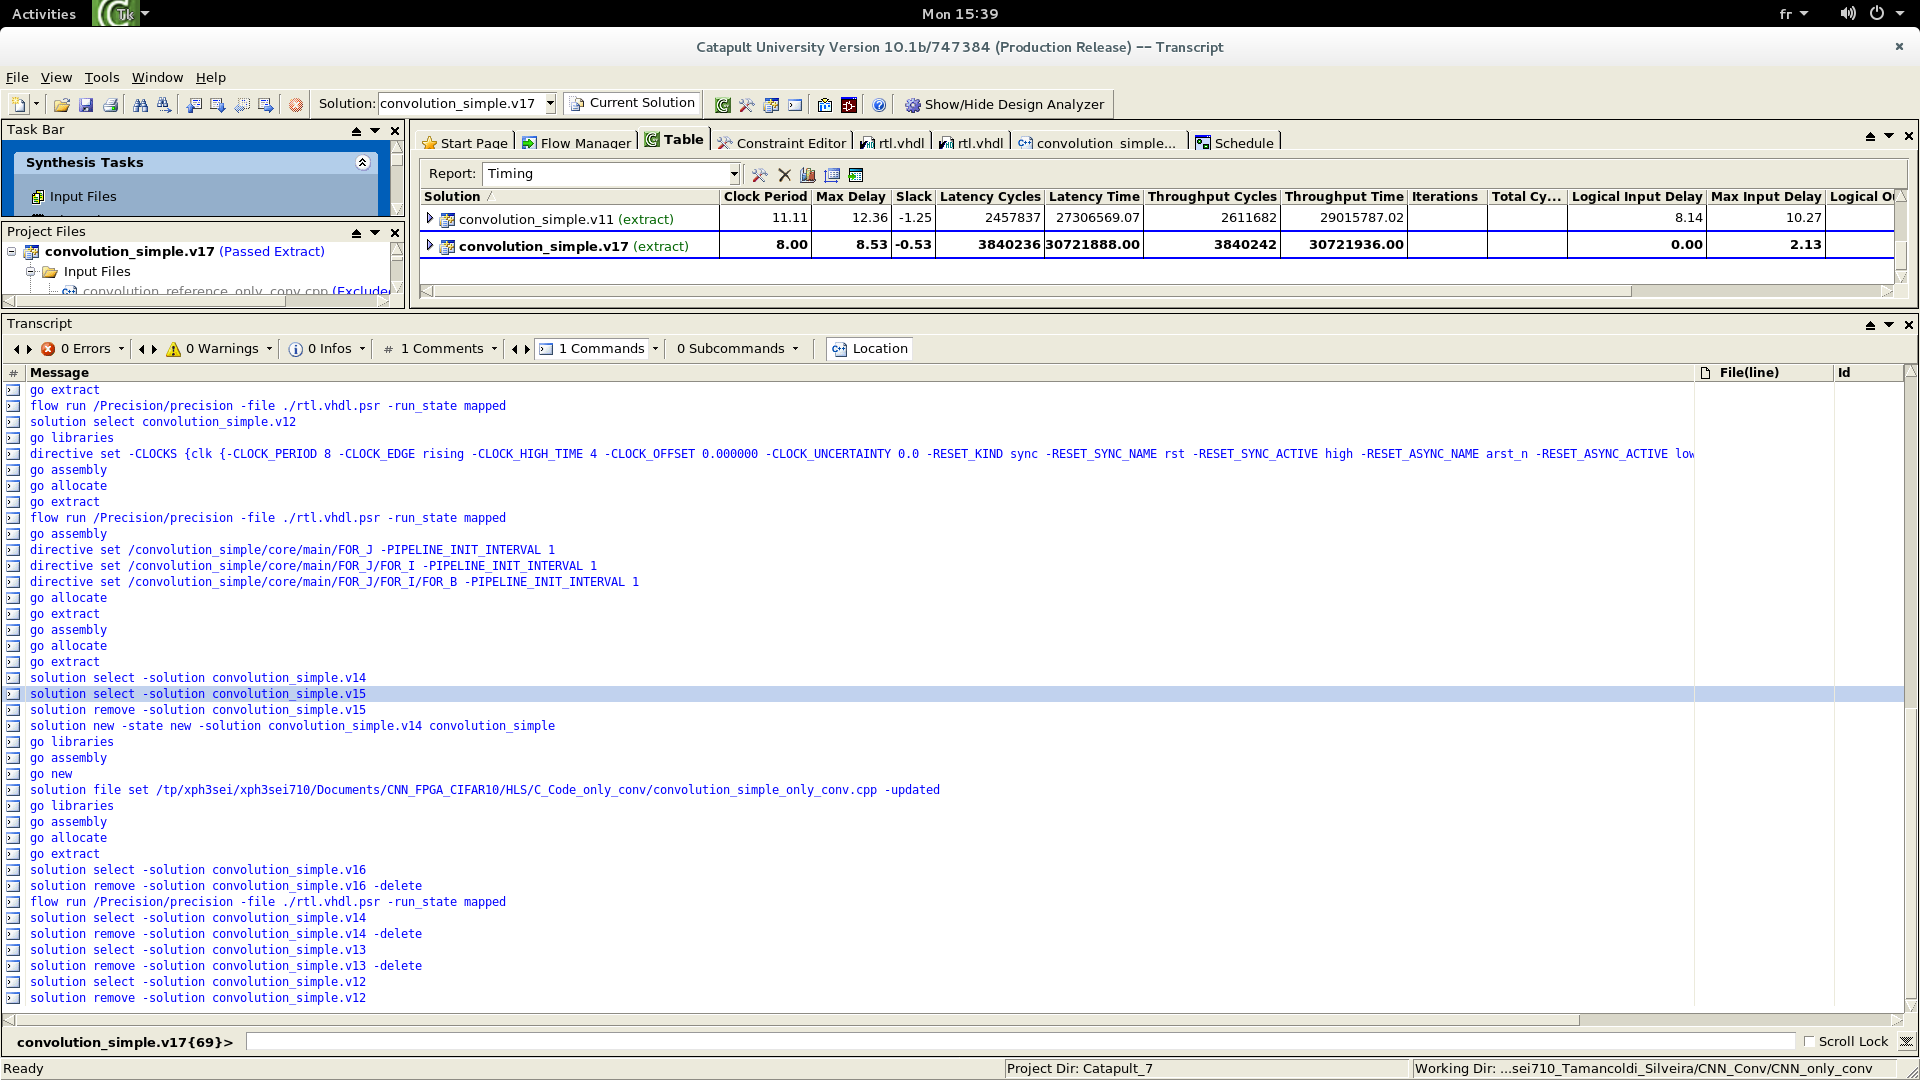 Activities Tk Mon 15:39 fr
Catapult University Version 10.1b/747384 (Production Release) -- Transcript
File View Tools Window Help
Solution: convolution_simple.v17 Current Solution Show/Hide Design Analyzer
Task Bar
Synthesis Tasks
Input Files
Project Files
convolution_simple.v17 (Passed Extract)
Input Files
convolution_reference_only_conv.cpp (Exclude
Start Page Flow Manager Table Constraint Editor rtl.vhdl rtl.vhdl convolution_simple... Schedule
Report: Timing
Solution Clock Period Max Delay Slack Latency Cycles Latency Time Throughput Cycles Throughput Time Iterations Total Cy... Logical Input Delay Max Input Delay Logical O
convolution_simple.v11 (extract) 11.11 12.36 -1.25 2457837 27306569.07 2611682 29015787.02 8.14 10.27
convolution_simple.v17 (extract) 8.00 8.53 -0.53 3840236 30721888.00 3840242 30721936.00 0.00 2.13
Transcript
0 Errors 0 Warnings 0 Infos # 1 Comments 1 Commands 0 Subcommands Location
# Message File(line) Id
go extract
flow run /Precision/precision -file ./rtl.vhdl.psr -run_state mapped
solution select convolution_simple.v12
go libraries
directive set -CLOCKS {clk {-CLOCK_PERIOD 8 -CLOCK_EDGE rising -CLOCK_HIGH_TIME 4 -CLOCK_OFFSET 0.000000 -CLOCK_UNCERTAINTY 0.0 -RESET_KIND sync -RESET_SYNC_NAME rst -RESET_SYNC_ACTIVE high -RESET_ASYNC_NAME arst_n -RESET_ASYNC_ACTIVE low
go assembly
go allocate
go extract
flow run /Precision/precision -file ./rtl.vhdl.psr -run_state mapped
go assembly
directive set /convolution_simple/core/main/FOR_J -PIPELINE_INIT_INTERVAL 1
directive set /convolution_simple/core/main/FOR_J/FOR_I -PIPELINE_INIT_INTERVAL 1
directive set /convolution_simple/core/main/FOR_J/FOR_I/FOR_B -PIPELINE_INIT_INTERVAL 1
go allocate
go extract
go assembly
go allocate
go extract
solution select -solution convolution_simple.v14
solution select -solution convolution_simple.v15
solution remove -solution convolution_simple.v15
solution new -state new -solution convolution_simple.v14 convolution_simple
go libraries
go assembly
go new
solution file set /tp/xph3sei/xph3sei710/Documents/CNN_FPGA_CIFAR10/HLS/C_Code_only_conv/convolution_simple_only_conv.cpp -updated
go libraries
go assembly
go allocate
go extract
solution select -solution convolution_simple.v16
solution remove -solution convolution_simple.v16 -delete
flow run /Precision/precision -file ./rtl.vhdl.psr -run_state mapped
solution select -solution convolution_simple.v14
solution remove -solution convolution_simple.v14 -delete
solution select -solution convolution_simple.v13
solution remove -solution convolution_simple.v13 -delete
solution select -solution convolution_simple.v12
solution remove -solution convolution_simple.v12
convolution_simple.v17{69}> Scroll Lock
Ready Project Dir: Catapult_7 Working Dir: ...sei710_Tamancoldi_Silveira/CNN_Conv/CNN_only_conv